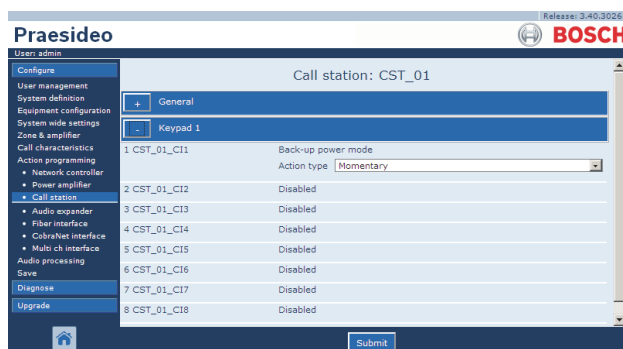 Release: 3.40.3026
Praesideo
BOSCH
User: admin
Configure
User management
System definition
Equipment configuration
System wide settings
Zone & amplifier
Call characteristics
Action programming
• Network controller
• Power amplifier
• Call station
• Audio expander
• Fiber interface
• CobraNet interface
• Multi ch interface
Audio processing
Save
Diagnose
Upgrade
Call station: CST_01
+ General
- Keypad 1
1 CST_01_CI1 Back-up power mode
Action type Momentary
2 CST_01_CI2 Disabled
3 CST_01_CI3 Disabled
4 CST_01_CI4 Disabled
5 CST_01_CI5 Disabled
6 CST_01_CI6 Disabled
7 CST_01_CI7 Disabled
8 CST_01_CI8 Disabled
Submit